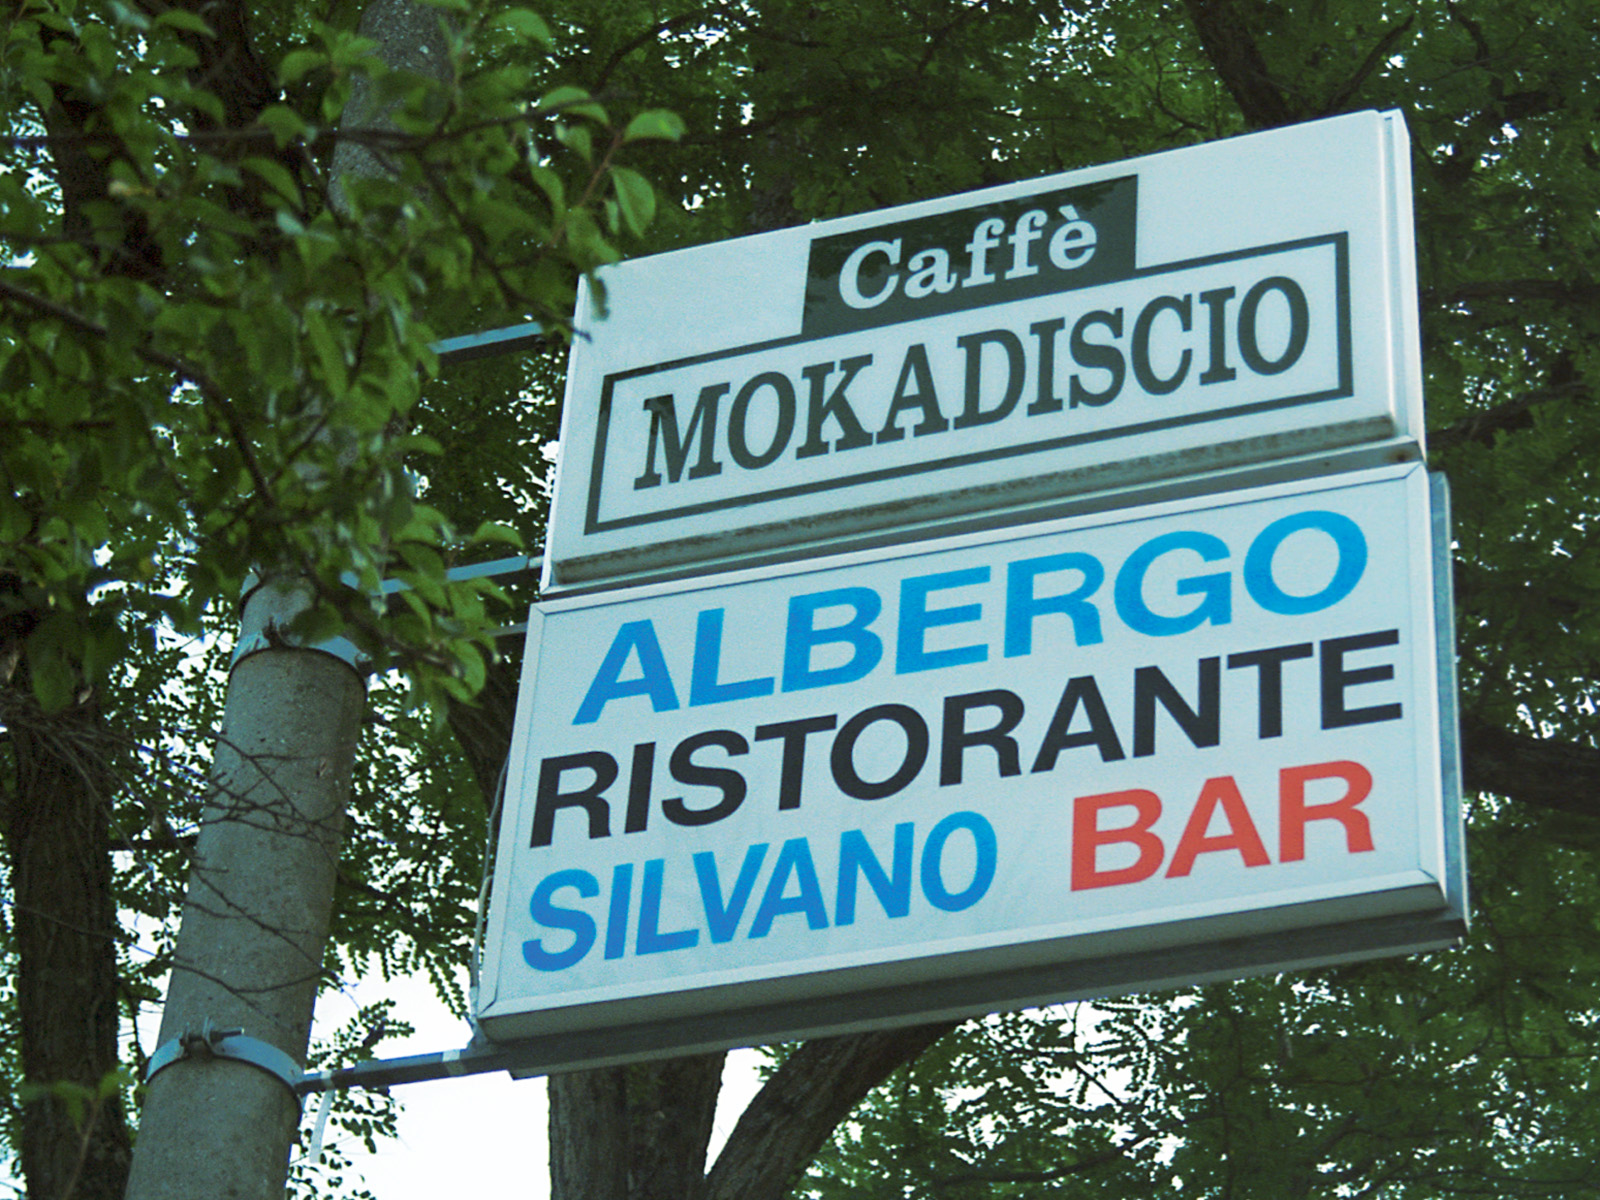 Caffè
MOKADISCIO
ALBERGO
RISTORANTE
SILVANO BAR